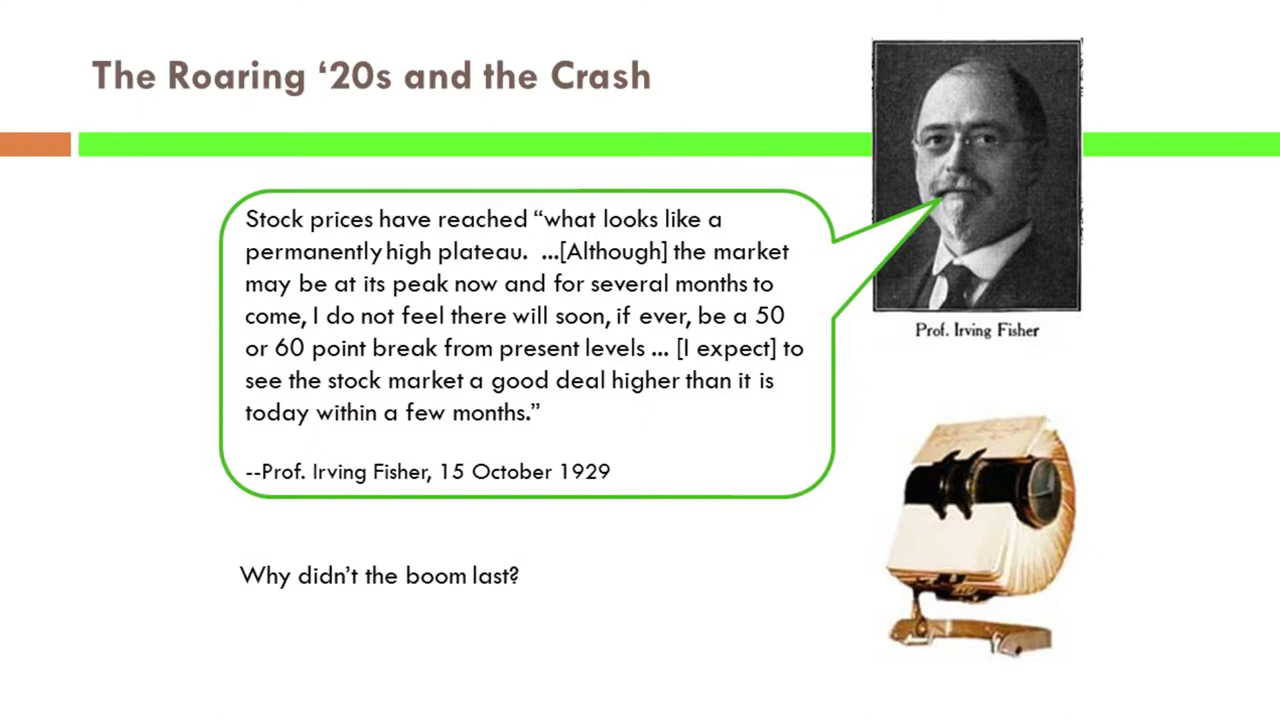 The Roaring ‘20s and the Crash
Stock prices have reached “what looks like a
permanently high plateau.  ...[Although] the market
may be at its peak now and for several months to
come, I do not feel there will soon, if ever, be a 50
or 60 point break from present levels ... [I expect] to
see the stock market a good deal higher than it is
today within a few months.”
--Prof. Irving Fisher, 15 October 1929
Prof. Irving Fisher
Why didn’t the boom last?